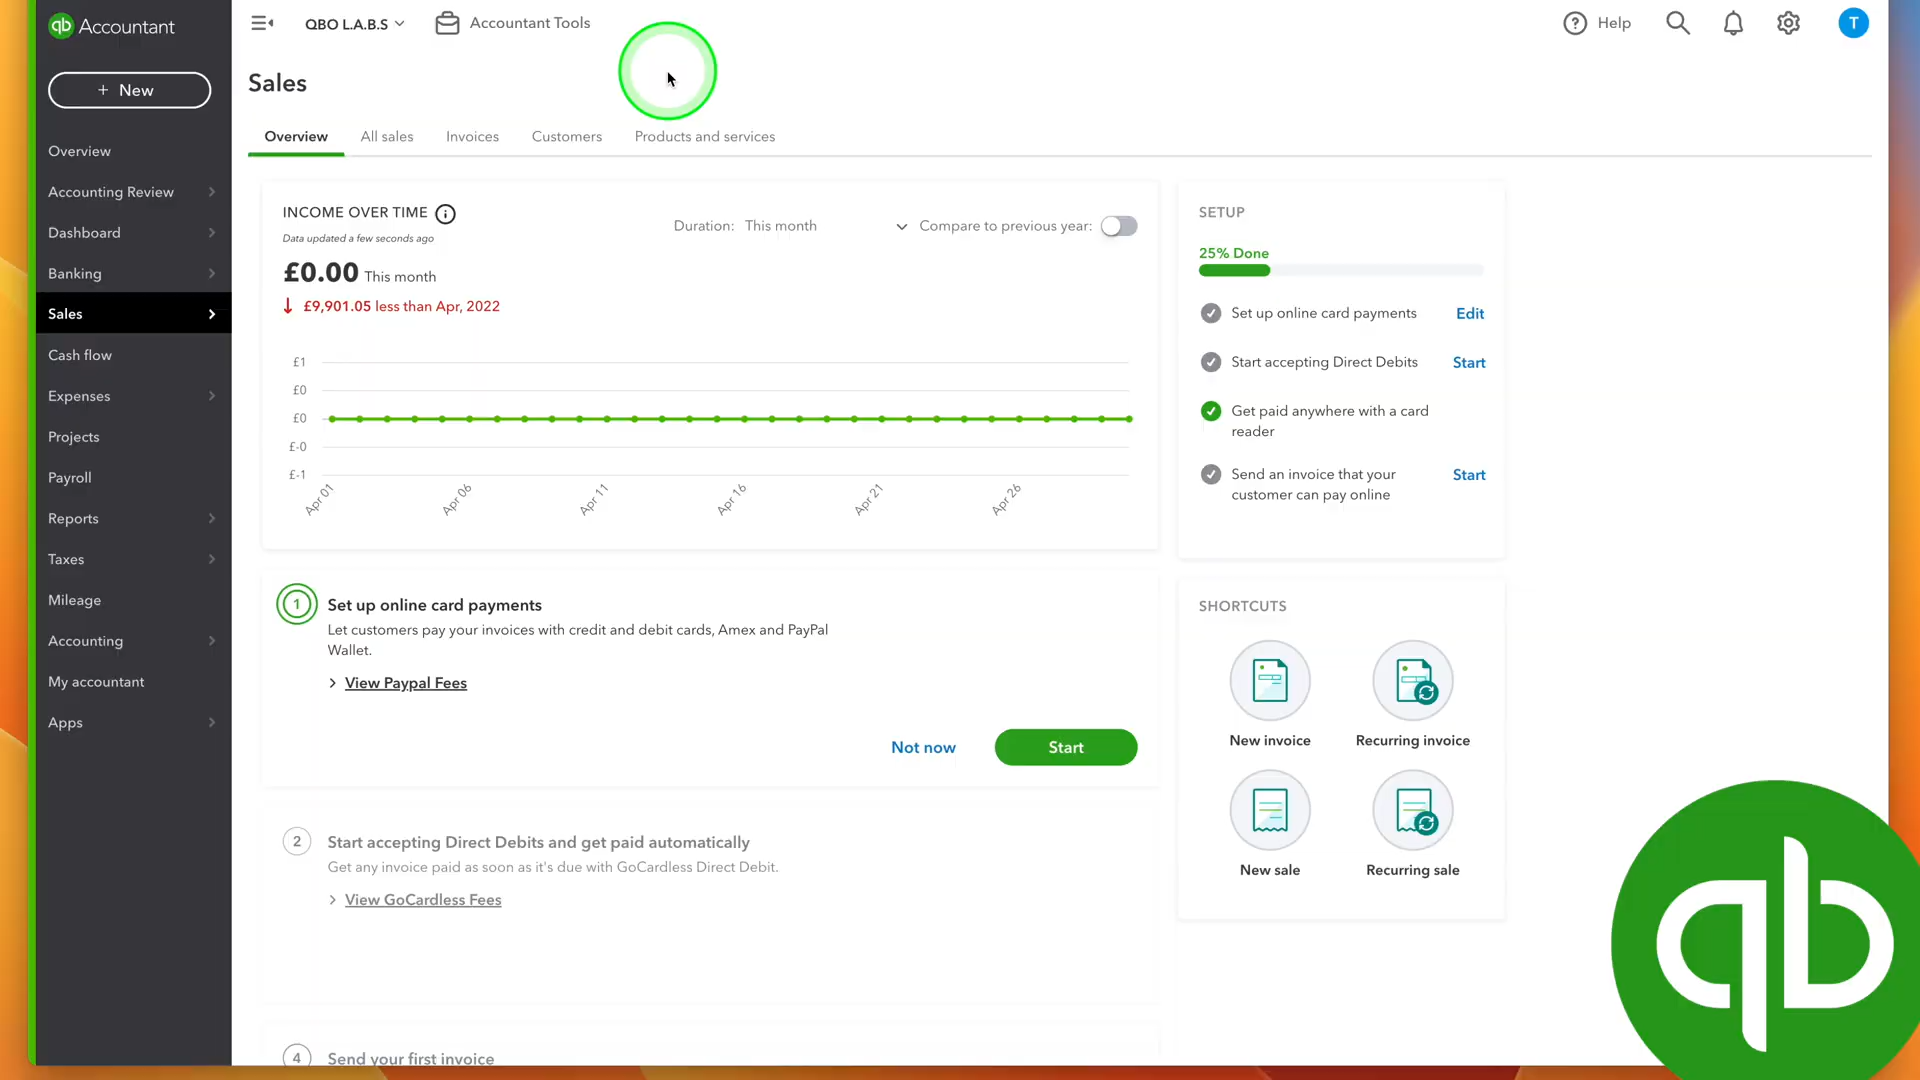 qb Accountant
QBO L.A.B.S
Accountant Tools
Help
T
+ New
Overview
Accounting Review
Dashboard
Banking
Sales
Cash flow
Expenses
Projects
Payroll
Reports
Taxes
Mileage
Accounting
My accountant
Apps
Sales
Overview
All sales
Invoices
Customers
Products and services
INCOME OVER TIME
Data updated a few seconds ago
Duration: This month
Compare to previous year:
£0.00 This month
£9,901.05 less than Apr, 2022
£1
£0
£0
£-0
£-1
Apr 01
Apr 06
Apr 11
Apr 16
Apr 21
Apr 26
1
Set up online card payments
Let customers pay your invoices with credit and debit cards, Amex and PayPal
Wallet.
View Paypal Fees
Not now
Start
2
Start accepting Direct Debits and get paid automatically
Get any invoice paid as soon as it's due with GoCardless Direct Debit.
View GoCardless Fees
4
Send your first invoice
SETUP
25% Done
Set up online card payments
Edit
Start accepting Direct Debits
Start
Get paid anywhere with a card
reader
Send an invoice that your
customer can pay online
Start
SHORTCUTS
New invoice
Recurring invoice
New sale
Recurring sale
qb